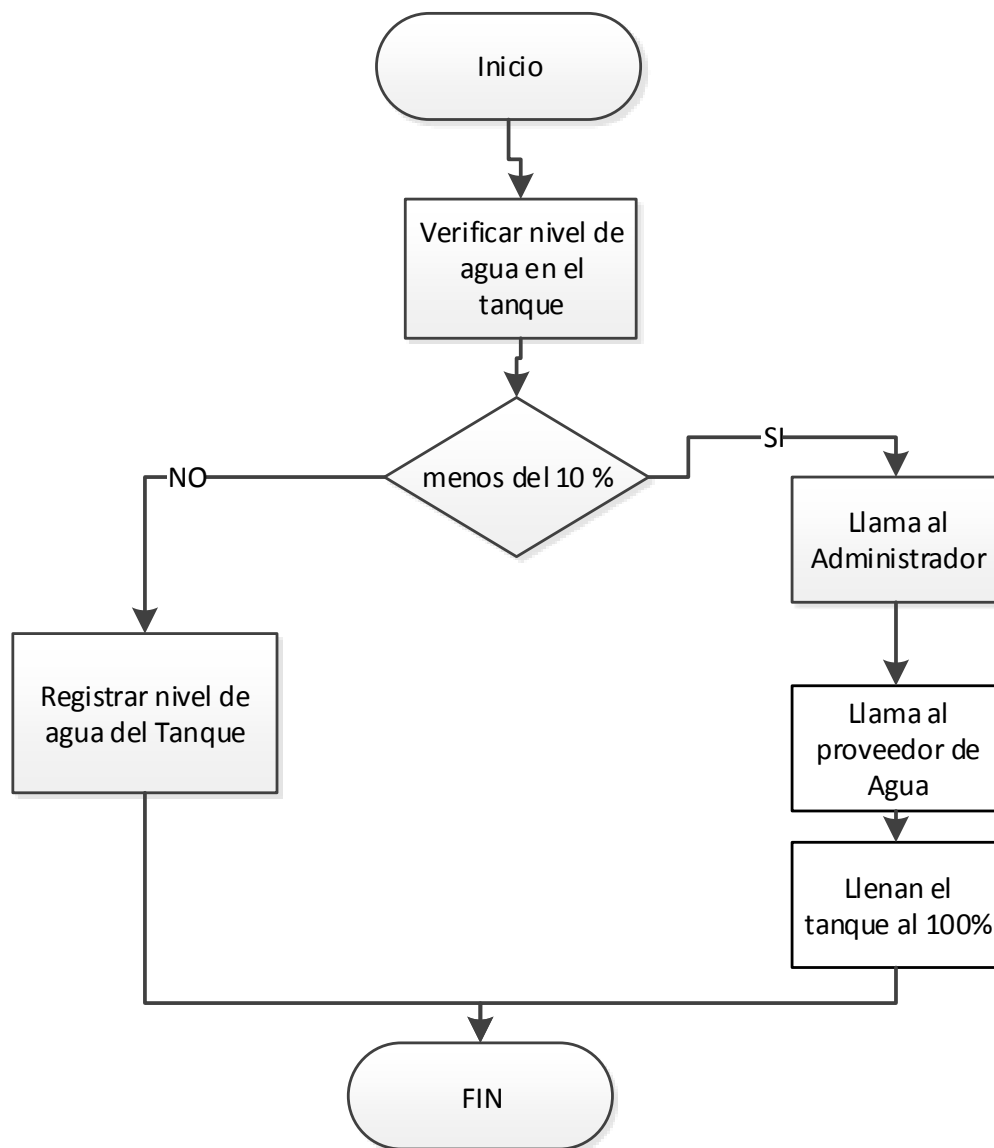 Inicio
Verificar nivel de
agua en el
tanque
menos del 10 %
NO
SI
Llama al
Administrador
Registrar nivel de
agua del Tanque
Llama al
proveedor de
Agua
Llenan el
tanque al 100%
FIN